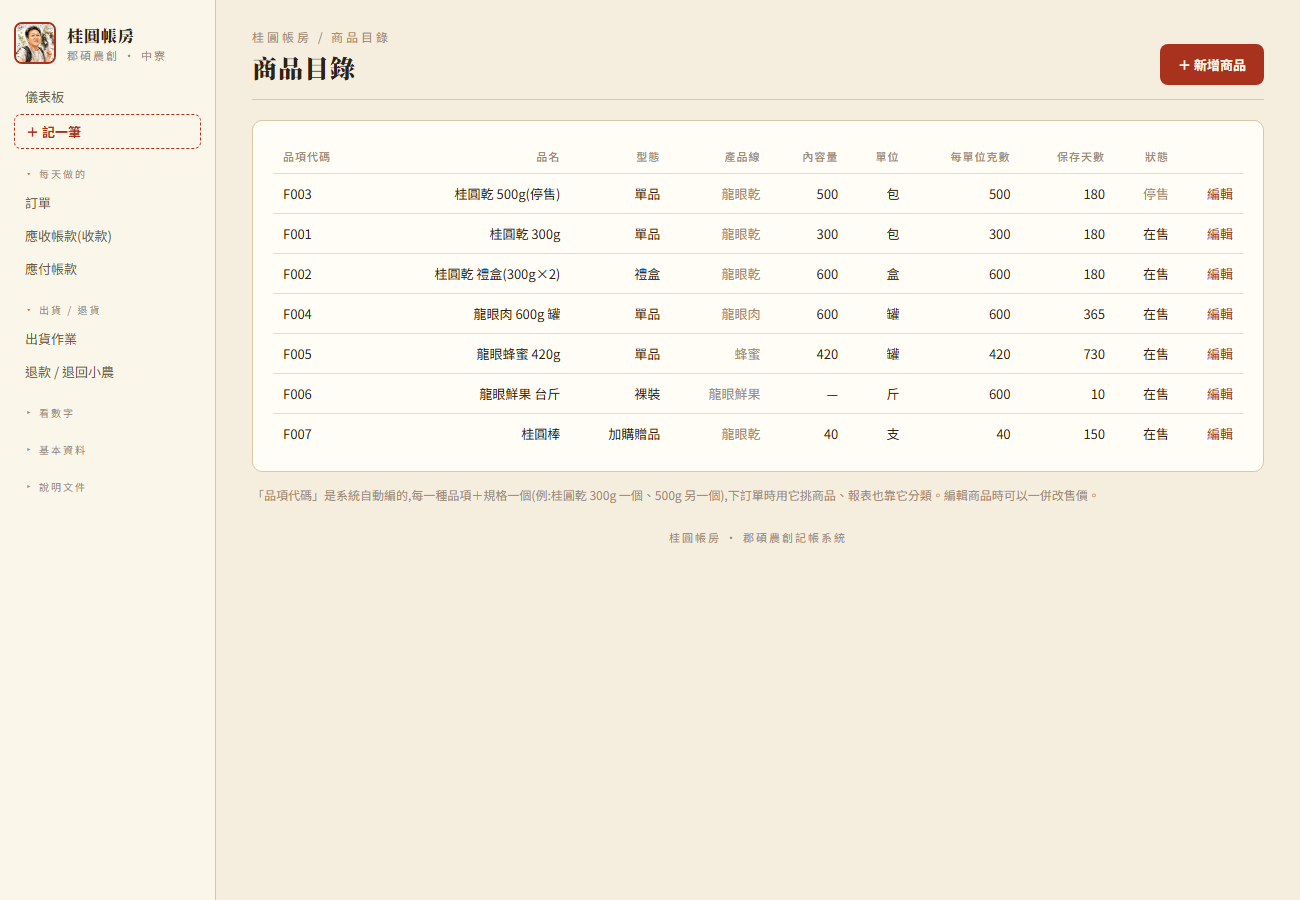 桂圓帳房
郡碩農創 · 中寮
儀表板
＋ 記一筆
每天做的
訂單
應收帳款(收款)
應付帳款
出貨 / 退貨
出貨作業
退款 / 退回小農
看數字
基本資料
說明文件
桂圓帳房 / 商品目錄
商品目錄
＋ 新增商品
品項代碼 品名 型態 產品線 內容量 單位 每單位克數 保存天數 狀態
F003 桂圓乾 500g(停售) 單品 龍眼乾 500 包 500 180 停售 編輯
F001 桂圓乾 300g 單品 龍眼乾 300 包 300 180 在售 編輯
F002 桂圓乾 禮盒(300g×2) 禮盒 龍眼乾 600 盒 600 180 在售 編輯
F004 龍眼肉 600g 罐 單品 龍眼肉 600 罐 600 365 在售 編輯
F005 龍眼蜂蜜 420g 單品 蜂蜜 420 罐 420 730 在售 編輯
F006 龍眼鮮果 台斤 裸裝 龍眼鮮果 — 斤 600 10 在售 編輯
F007 桂圓棒 加購贈品 龍眼乾 40 支 40 150 在售 編輯
「品項代碼」是系統自動編的,每一種品項＋規格一個(例:桂圓乾 300g 一個、500g 另一個),下訂單時用它挑商品、報表也靠它分類。編輯商品時可以一併改售價。
桂圓帳房 · 郡碩農創記帳系統